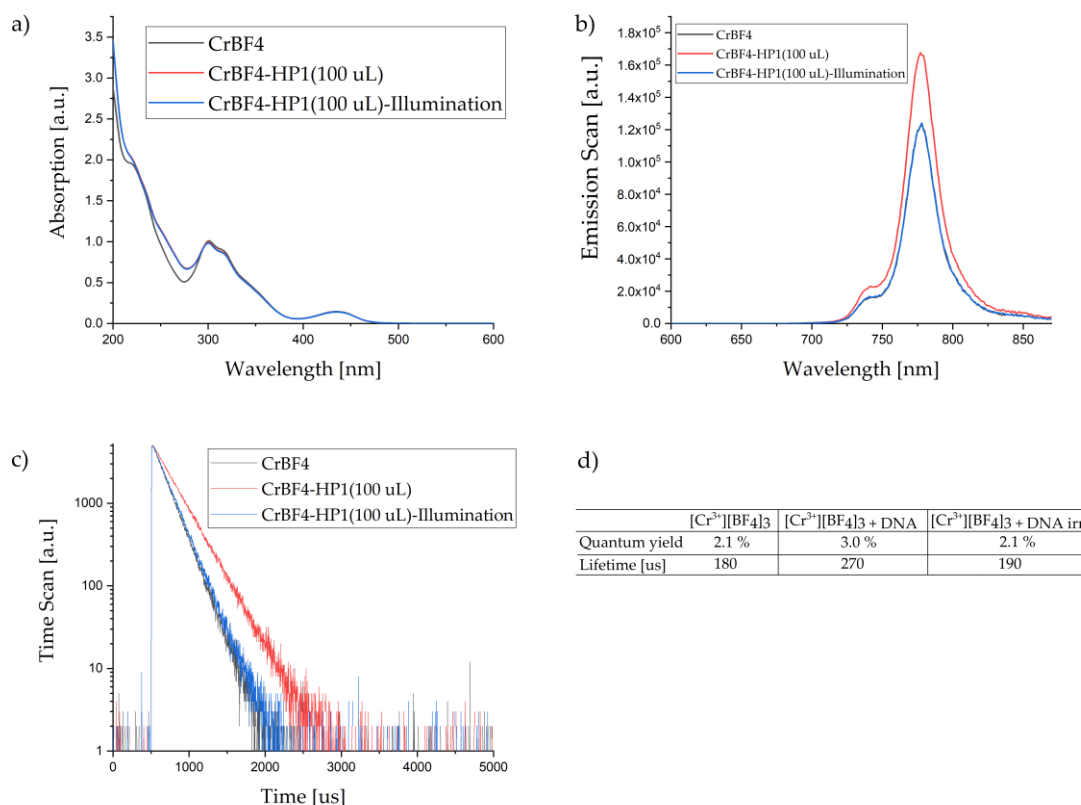 a)
CrBF4
CrBF4-HP1(100 uL)
CrBF4-HP1(100 uL)-Illumination
Absorption [a.u.]
3.5
3.0
2.5
2.0
1.5
1.0
0.5
0.0
200 300 400 500 600
Wavelength [nm]
b)
CrBF4
CrBF4-HP1(100 uL)
CrBF4-HP1(100 uL)-Illumination
Emission Scan [a.u.]
1.8x10⁵
1.6x10⁵
1.4x10⁵
1.2x10⁵
1.0x10⁵
8.0x10⁴
6.0x10⁴
4.0x10⁴
2.0x10⁴
0.0
600 650 700 750 800 850
Wavelength [nm]
c)
CrBF4
CrBF4-HP1(100 uL)
CrBF4-HP1(100 uL)-Illumination
Time Scan [a.u.]
1000
100
10
1
0 1000 2000 3000 4000 5000
Time [us]
d)
[Cr³⁺][BF4]3 [Cr³⁺][BF4]3 + DNA [Cr³⁺][BF4]3 + DNA irr
Quantum yield 2.1 % 3.0 % 2.1 %
Lifetime [us] 180 270 190